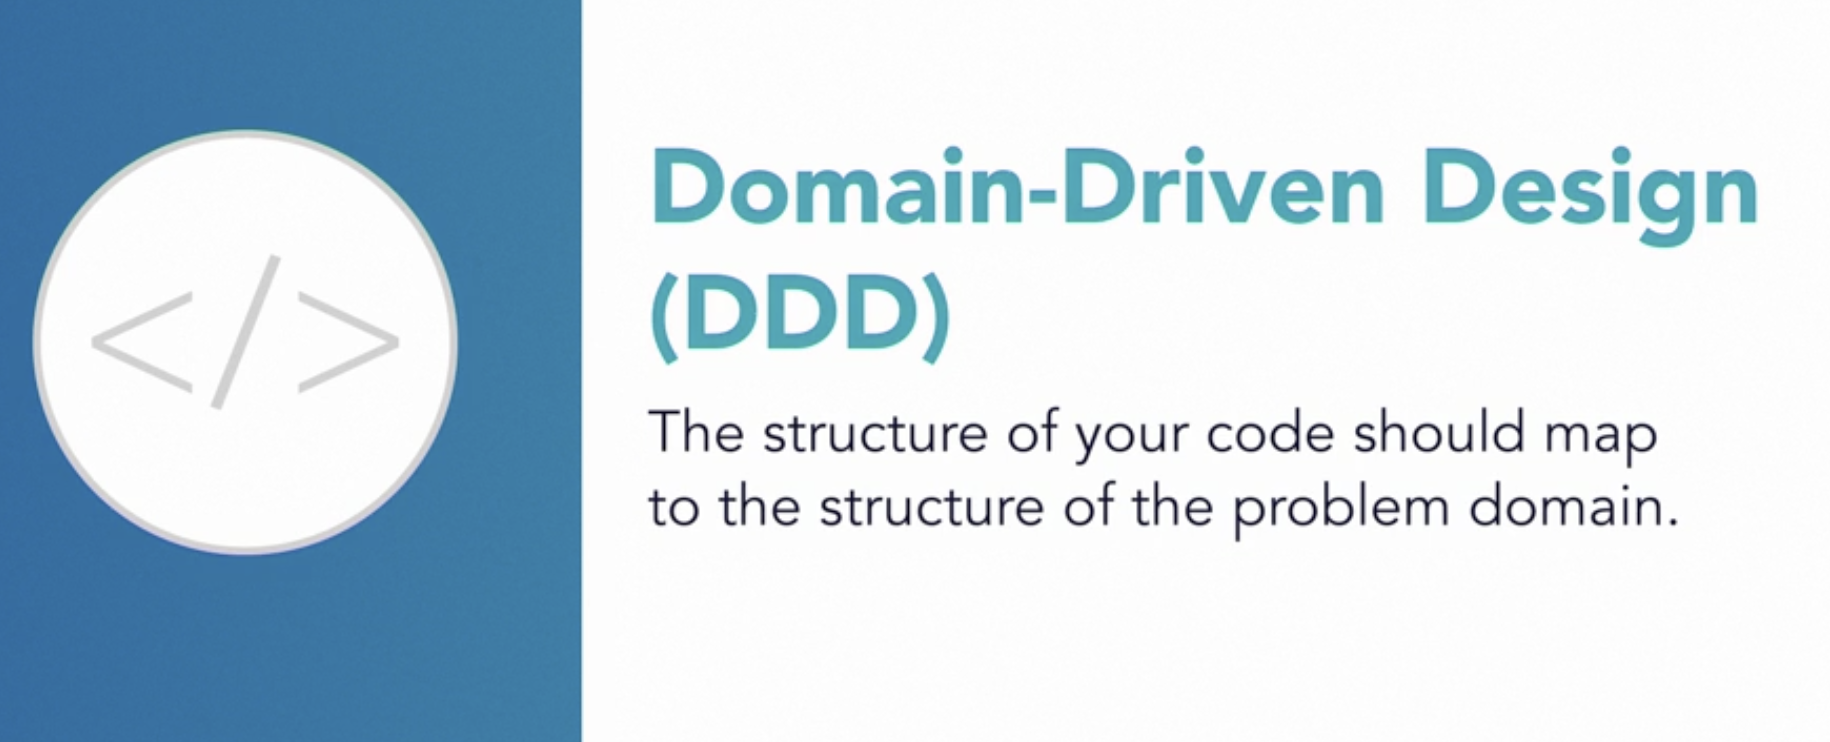 </>
Domain-Driven Design
(DDD)
The structure of your code should map
to the structure of the problem domain.